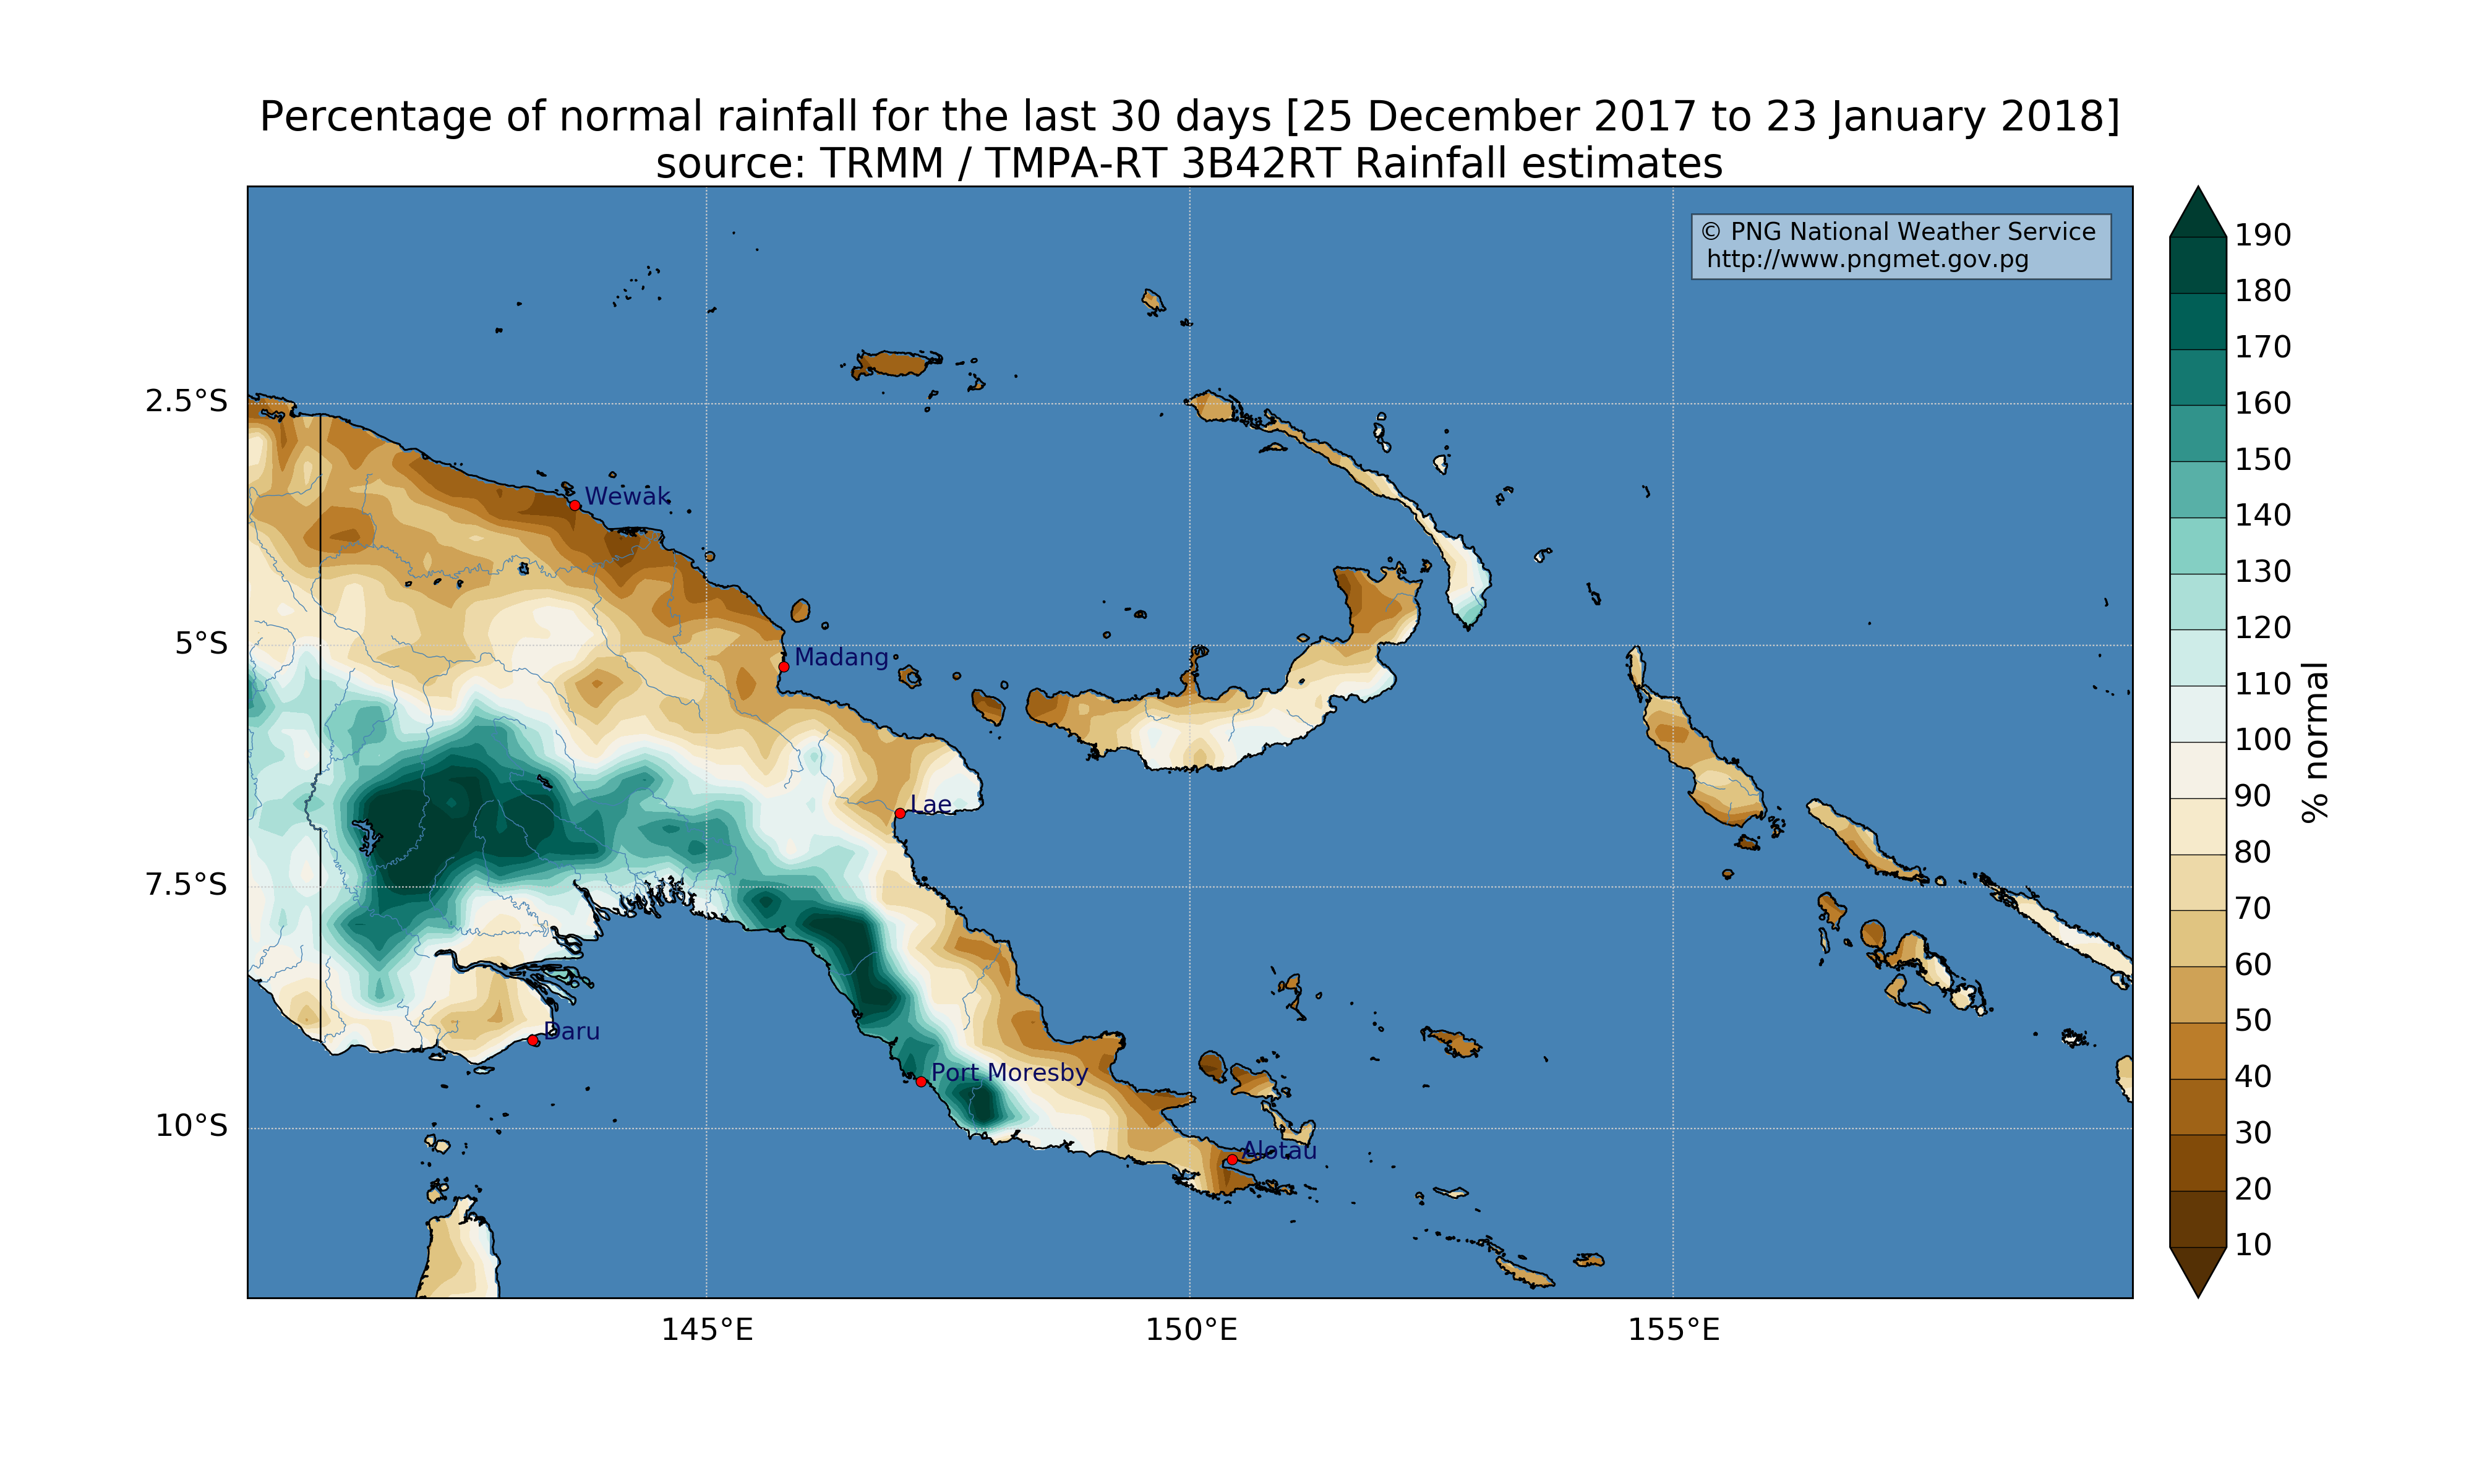 Percentage of normal rainfall for the last 30 days [25 December 2017 to 23 January 2018]
source: TRMM / TMPA-RT 3B42RT Rainfall estimates
© PNG National Weather Service
http://www.pngmet.gov.pg
2.5°S
5°S
7.5°S
10°S
Wewak
Madang
Lae
Daru
Port Moresby
Alotau
145°E
150°E
155°E
190
180
170
160
150
140
130
120
110
100
90
80
70
60
50
40
30
20
10
% normal